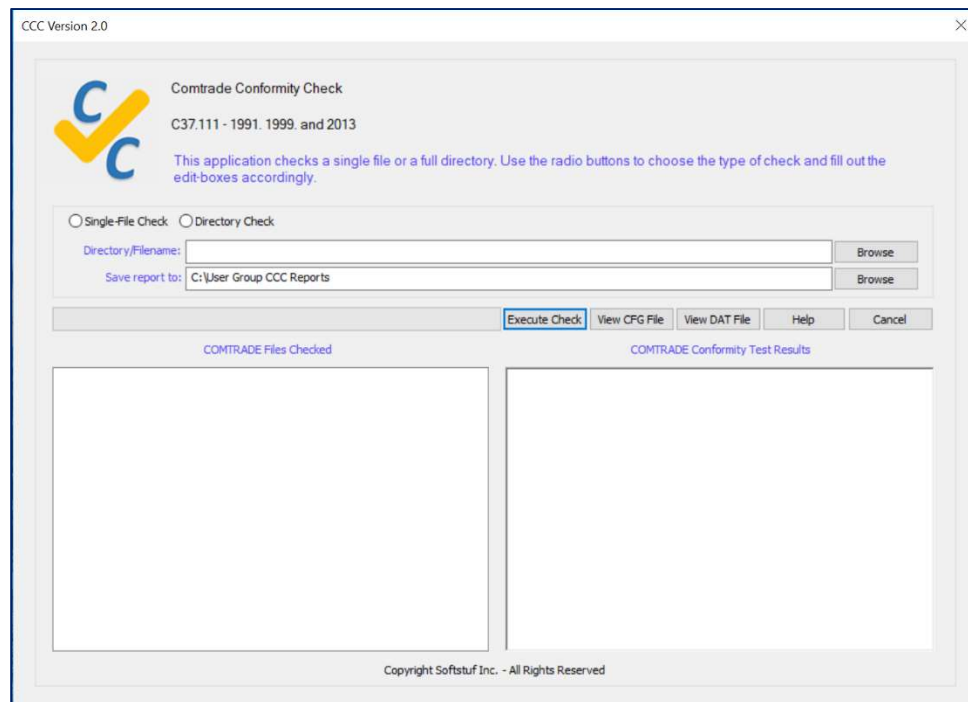 CCC Version 2.0
C
C
Comtrade Conformity Check
C37.111 - 1991. 1999. and 2013
This application checks a single file or a full directory. Use the radio buttons to choose the type of check and fill out the
edit-boxes accordingly.
Single-File Check Directory Check
Directory/Filename: Browse
Save report to: C:\User Group CCC Reports Browse
Execute Check View CFG File View DAT File Help Cancel
COMTRADE Files Checked COMTRADE Conformity Test Results
Copyright Softstuf Inc. - All Rights Reserved